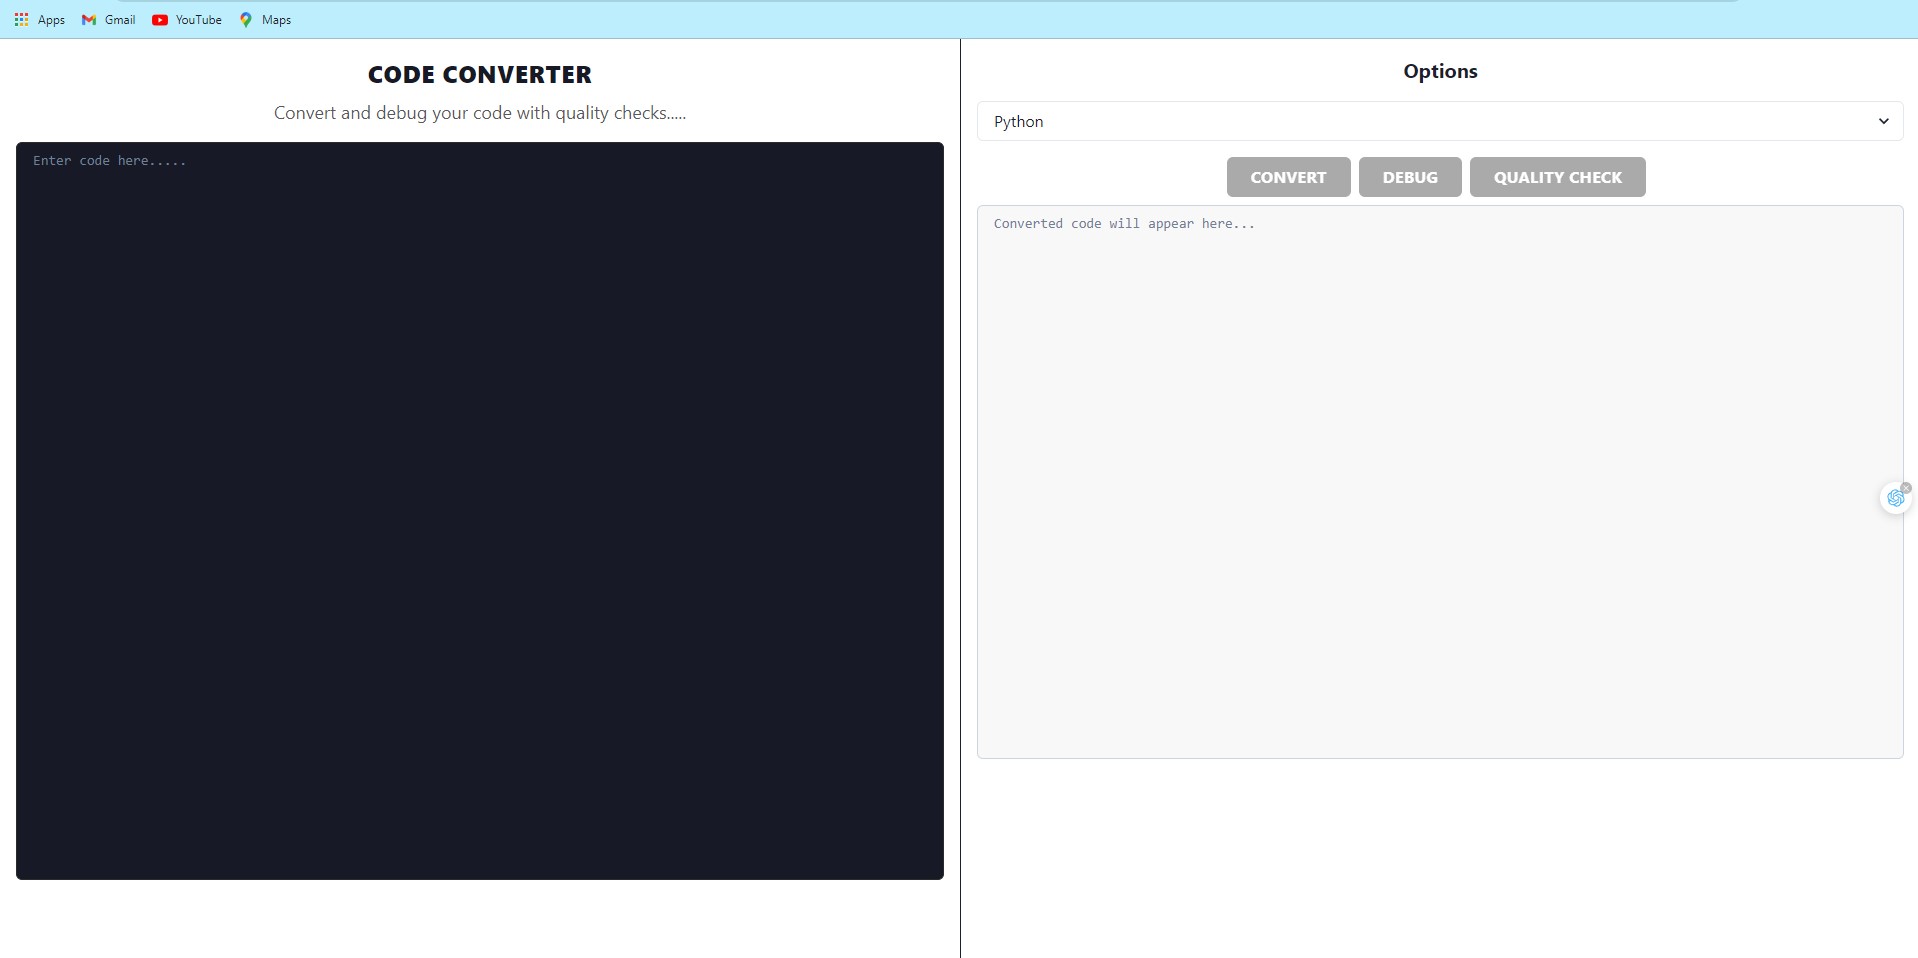 Apps Gmail YouTube Maps
CODE CONVERTER
Convert and debug your code with quality checks.....
Enter code here.....
Options
Python
CONVERT DEBUG QUALITY CHECK
Converted code will appear here...